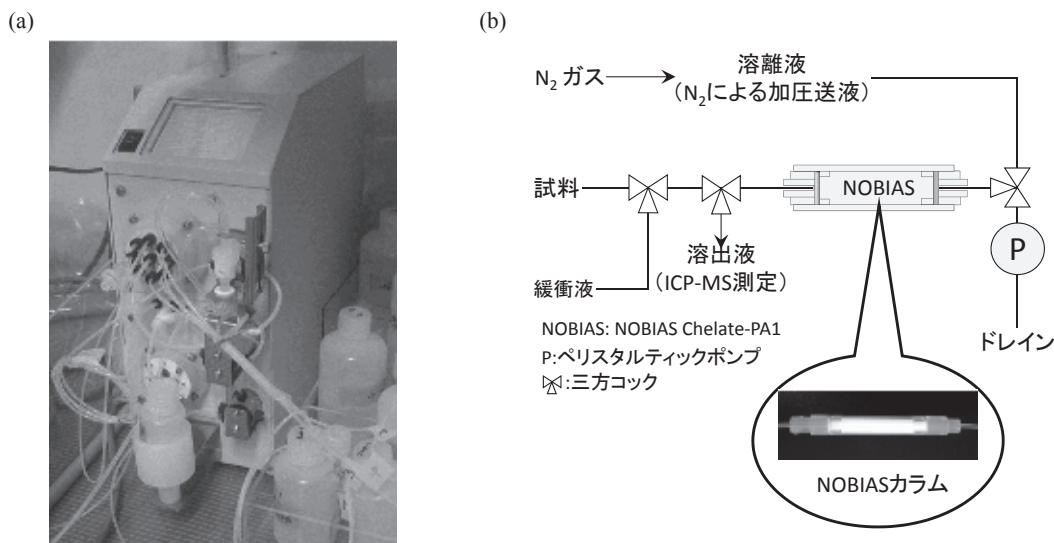 (a)
(b)
N2 ガス
溶離液
（N2による加圧送液）
試料
NOBIAS
P
溶出液
（ICP-MS測定）
緩衝液
NOBIAS: NOBIAS Chelate-PA1
P:ペリスタルティックポンプ
:三方コック
ドレイン
NOBIASカラム